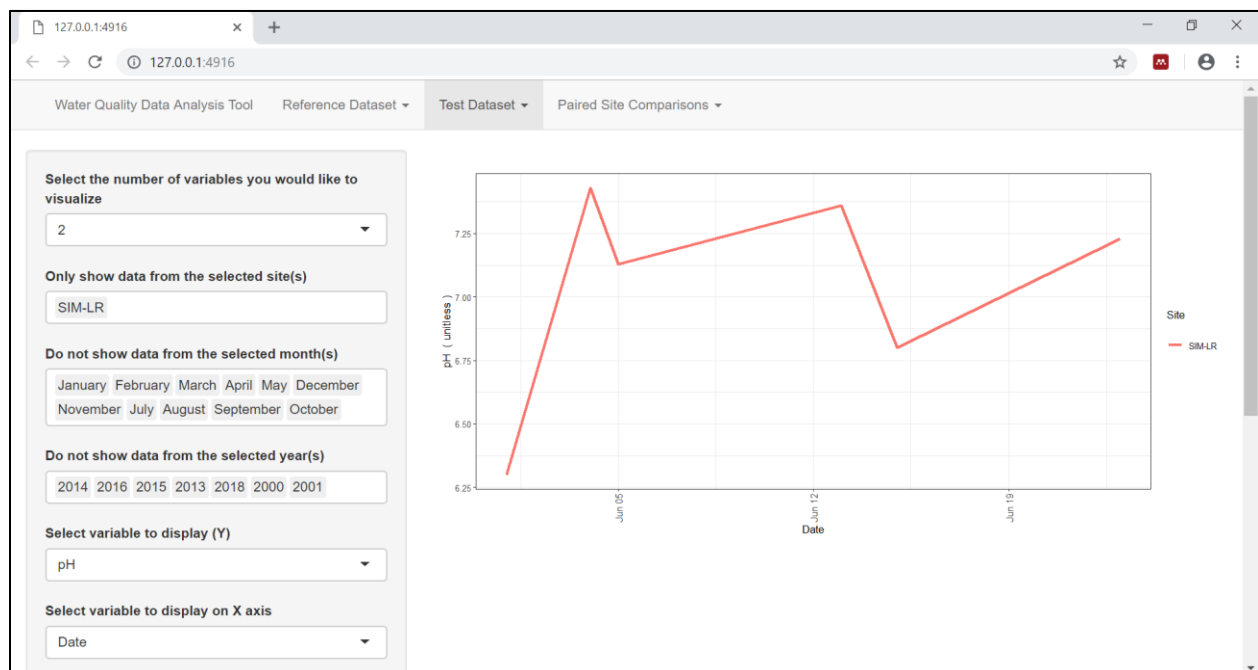 127.0.0.1:4916
127.0.0.1:4916
Water Quality Data Analysis Tool Reference Dataset Test Dataset Paired Site Comparisons
Select the number of variables you would like to
visualize
2
Only show data from the selected site(s)
SIM-LR
Do not show data from the selected month(s)
January February March April May December
November July August September October
Do not show data from the selected year(s)
2014 2016 2015 2013 2018 2000 2001
Select variable to display (Y)
pH
Select variable to display on X axis
Date
pH ( unitless )
7.25
7.00
6.75
6.50
6.25
Jun 05
Jun 12
Jun 19
Date
Site
SIM-LR